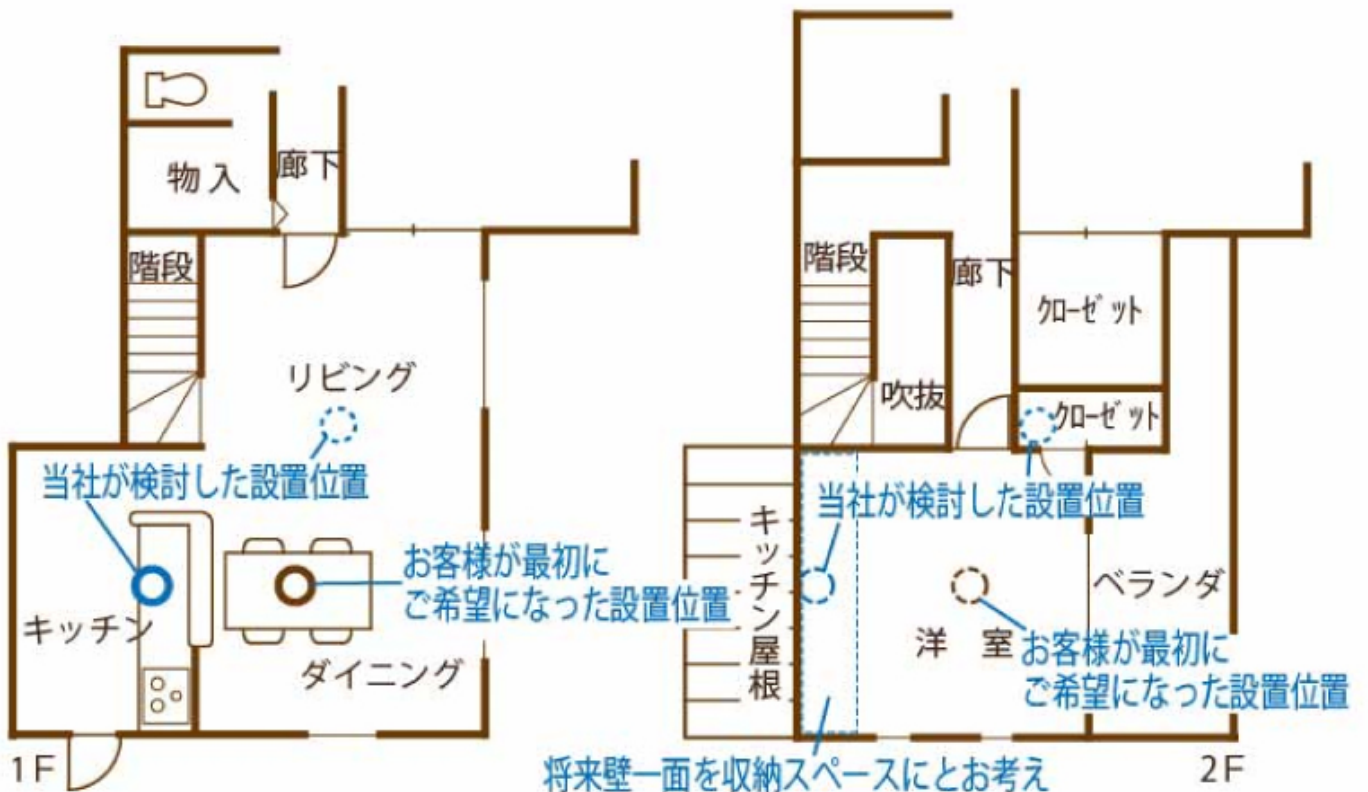 物入
廊下
階段
リビング
当社が検討した設置位置
お客様が最初に
ご希望になった設置位置
キッチン
ダイニング
1F
階段
吹抜
廊下
クローゼット
クローゼット
当社が検討した設置位置
キッチン屋根
ベランダ
洋室
お客様が最初に
ご希望になった設置位置
将来壁一面を収納スペースにとお考え
2F